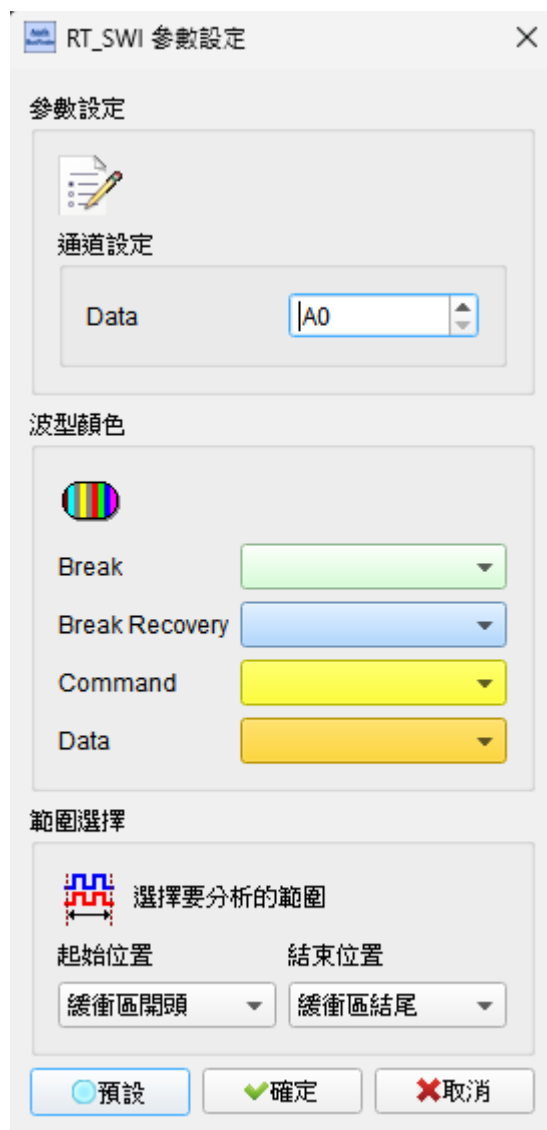 RT_SWI 參數設定
參數設定
通道設定
Data A0
波型顏色
Break
Break Recovery
Command
Data
範圍選擇
選擇要分析的範圍
起始位置 結束位置
緩衝區開頭 緩衝區結尾
預設 確定 取消